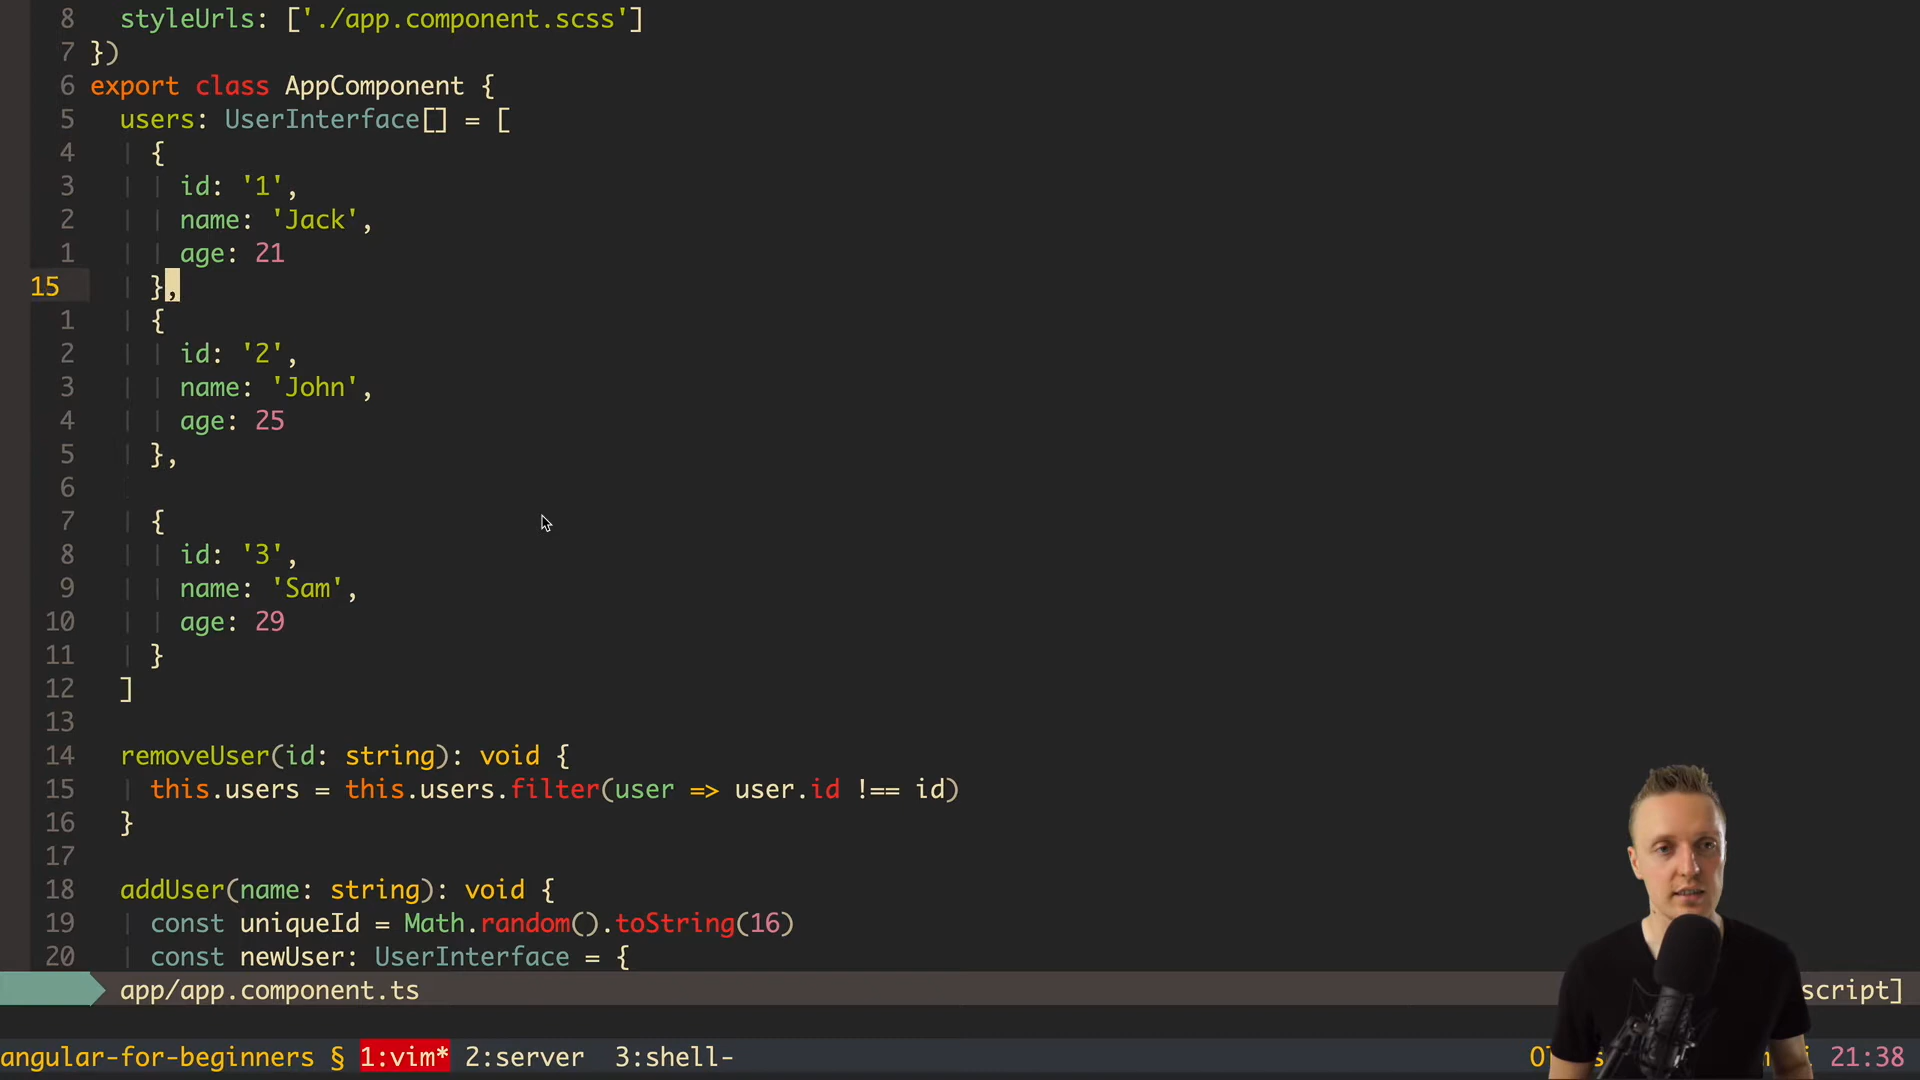 8 styleUrls: ['./app.component.scss']
7 })
6 export class AppComponent {
5 users: UserInterface[] = [
4 {
3 id: '1',
2 name: 'Jack',
1 age: 21
15 },
1 {
2 id: '2',
3 name: 'John',
4 age: 25
5 },
6
7 {
8 id: '3',
9 name: 'Sam',
10 age: 29
11 }
12 ]
13
14 removeUser(id: string): void {
15 this.users = this.users.filter(user => user.id !== id)
16 }
17
18 addUser(name: string): void {
19 const uniqueId = Math.random().toString(16)
20 const newUser: UserInterface = {
app/app.component.ts script]
angular-for-beginners § 1:vim* 2:server 3:shell- 21:38